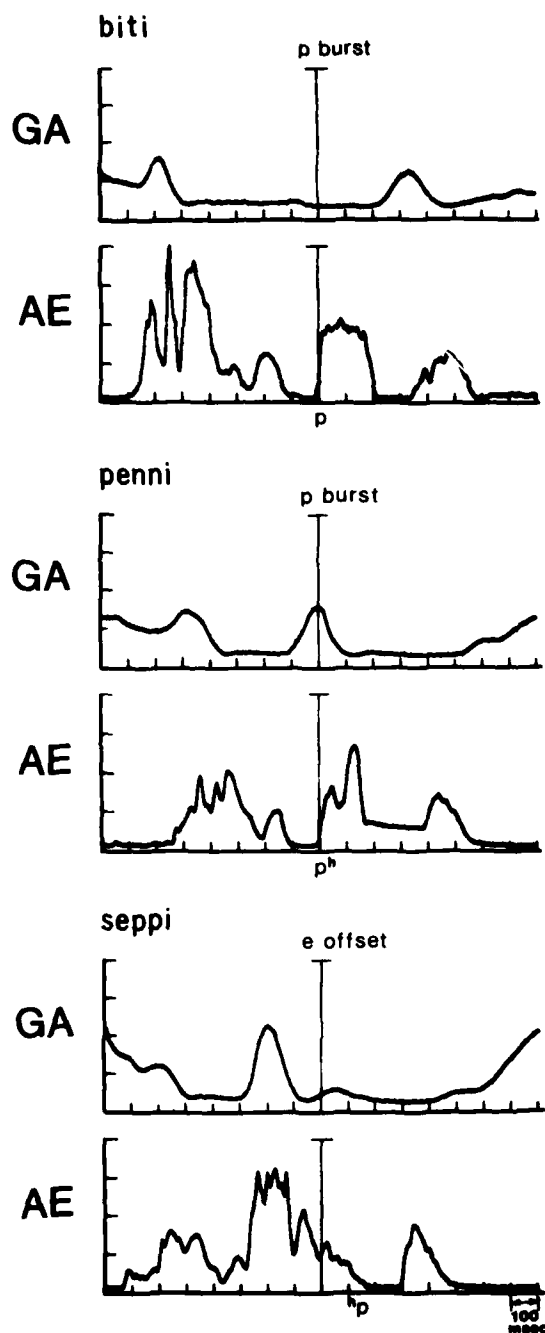 biti
p burst
GA
AE
p
penni
p burst
GA
AE
pʰ
seppi
e offset
GA
AE
ʰp
100
msec